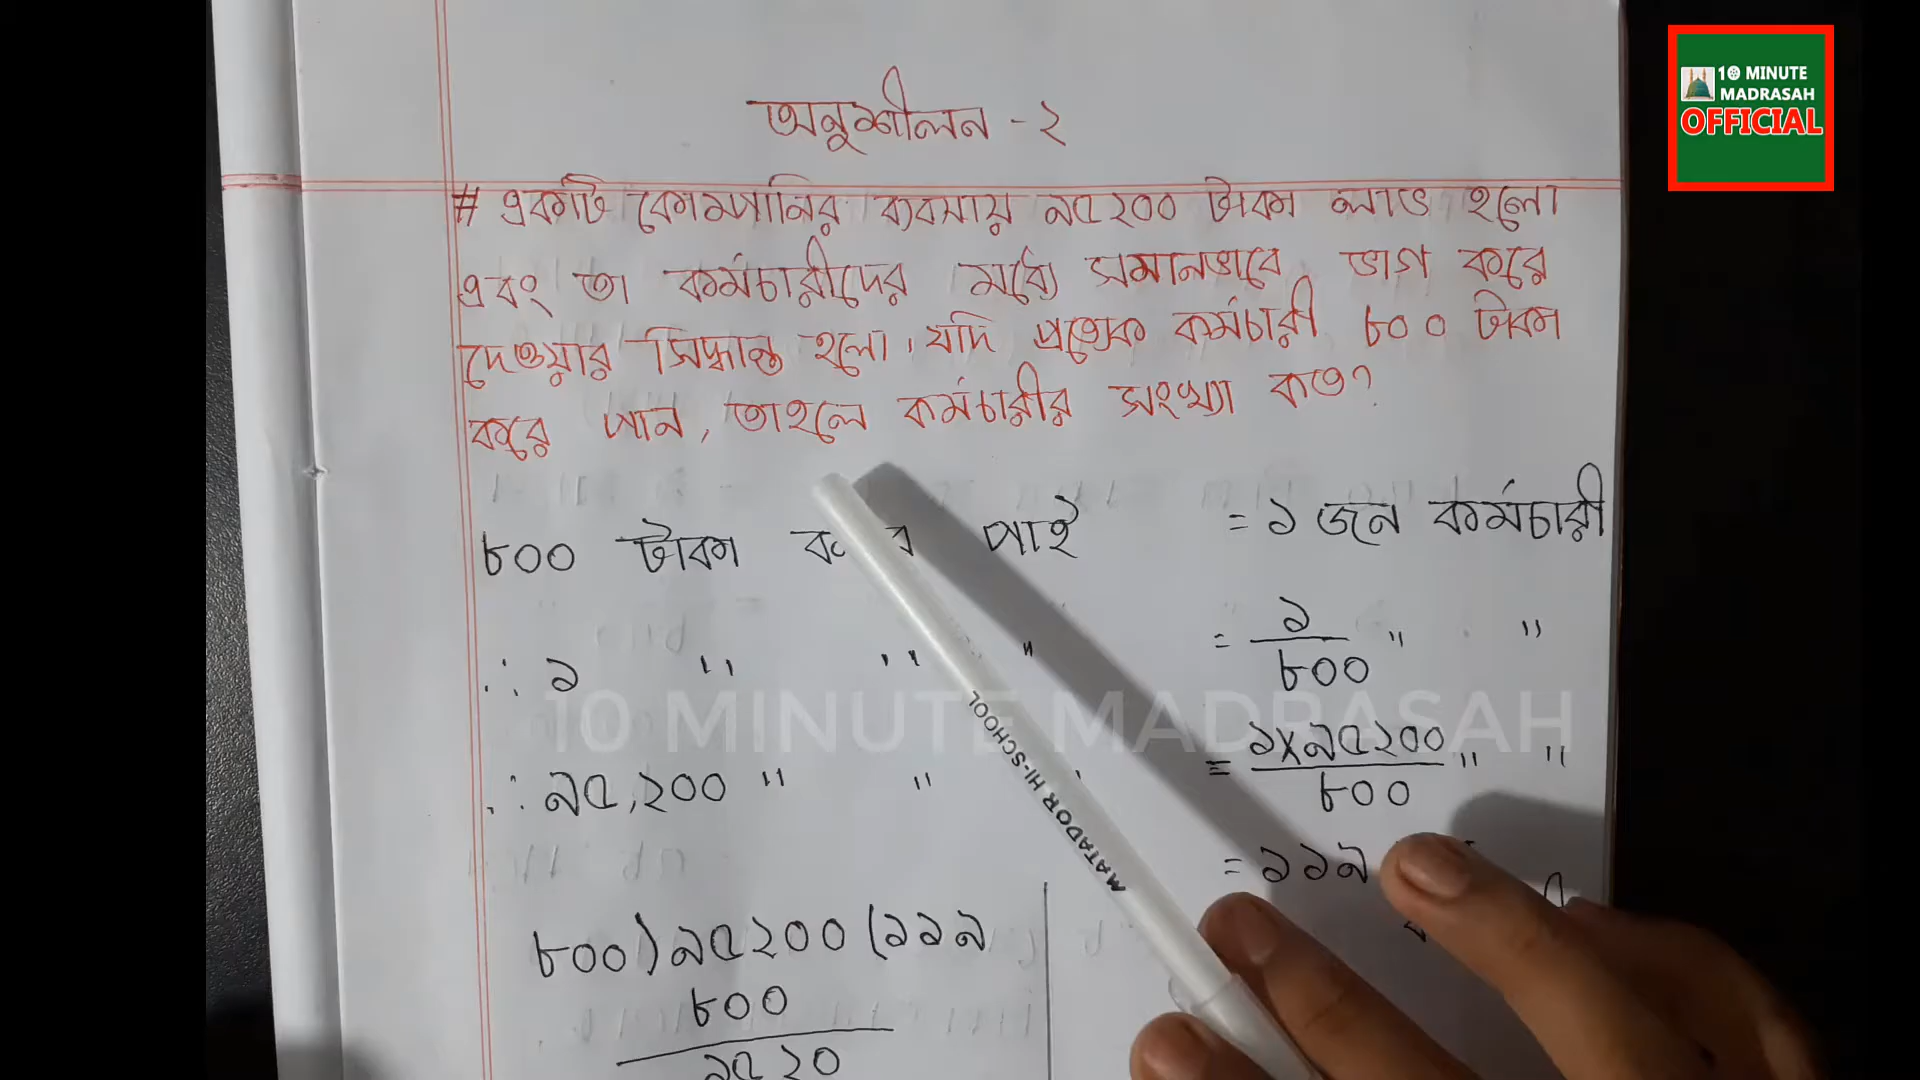 10 MINUTE
MADRASAH
OFFICIAL
অনুশীলন - ২
# একটি কোম্পানির ব্যবসায় ৯৫২০০ টাকা লাভ হলো
এবং তা কর্মচারীদের মধ্যে সমানভাবে ভাগ করে
দেওয়ার সিদ্ধান্ত হলো। যদি প্রত্যেক কর্মচারী ৮০০ টাকা
করে পান, তাহলে কর্মচারীর সংখ্যা কত?
৮০০ টাকা পাই = ১ জন কর্মচারী
∴ ১ " " " = ১/৮০০ " "
∴ ৯৫,২০০ " " = ১×৯৫২০০/৮০০ " "
= ১১৯
৮০০)৯৫২০০(১১৯
৮০০
১৫২০
10 MINUTE MADRASAH
MATADOR HI-SCHOOL